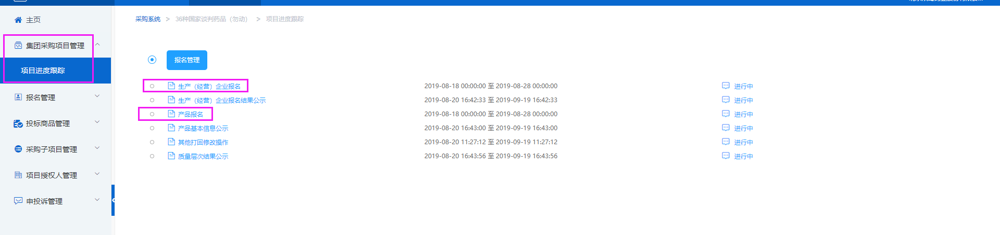 主页
集团采购项目管理
项目进度跟踪
报名管理
投标商品管理
采购子项目管理
项目授权人管理
申投诉管理
采购系统 > 36种国家谈判药品（勿动） > 项目进度跟踪
报名管理
生产（经营）企业报名 2019-08-18 00:00:00 至 2019-08-28 00:00:00 进行中
生产（经营）企业报名结果公示 2019-08-20 16:42:33 至 2019-09-19 16:42:33 进行中
产品报名 2019-08-18 00:00:00 至 2019-08-28 00:00:00 进行中
产品基本信息公示 2019-08-20 16:43:00 至 2019-09-19 16:43:00 进行中
其他打回修改操作 2019-08-20 11:27:12 至 2019-09-19 11:27:12 进行中
质量层次结果公示 2019-08-20 16:43:56 至 2019-09-19 16:43:56 进行中